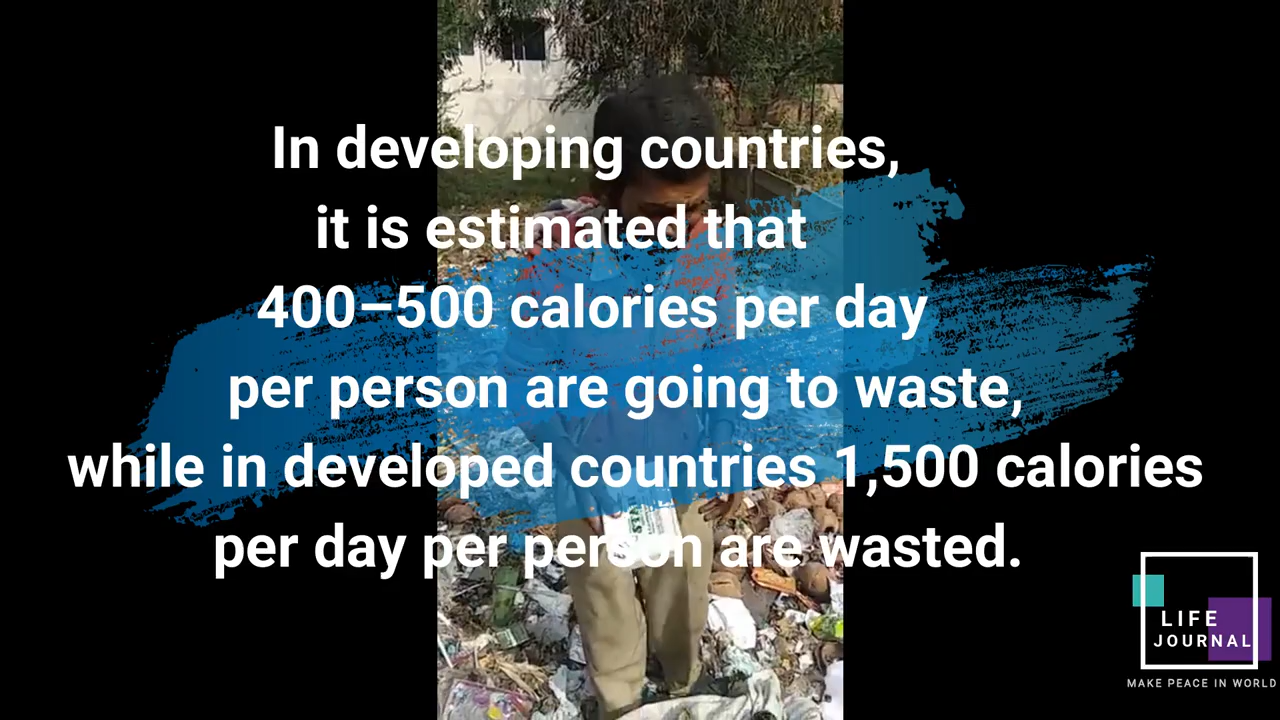 In developing countries,
it is estimated that
400–500 calories per day
per person are going to waste,
while in developed countries 1,500 calories
per day per person are wasted.
LIFE
JOURNAL
MAKE PEACE IN WORLD